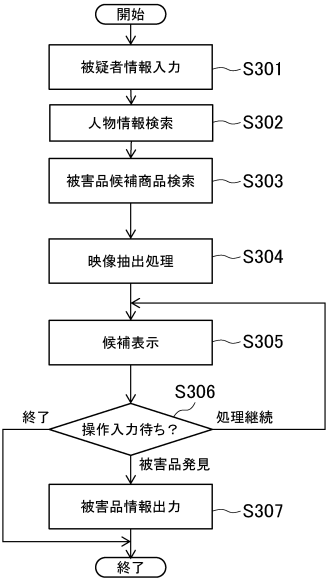 開始
被疑者情報入力
S301
人物情報検索
S302
被害品候補商品検索
S303
映像抽出処理
S304
候補表示
S305
S306
終了
操作入力待ち?
処理継続
被害品発見
被害品情報出力
S307
終了